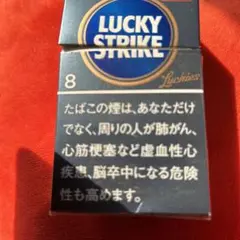 LUCKY
STRIKE
8
Luckies
たばこの煙は、あなただけ
でなく、周りの人が肺がん、
心筋梗塞など虚血性心
疾患、脳卒中になる危険
性も高めます。